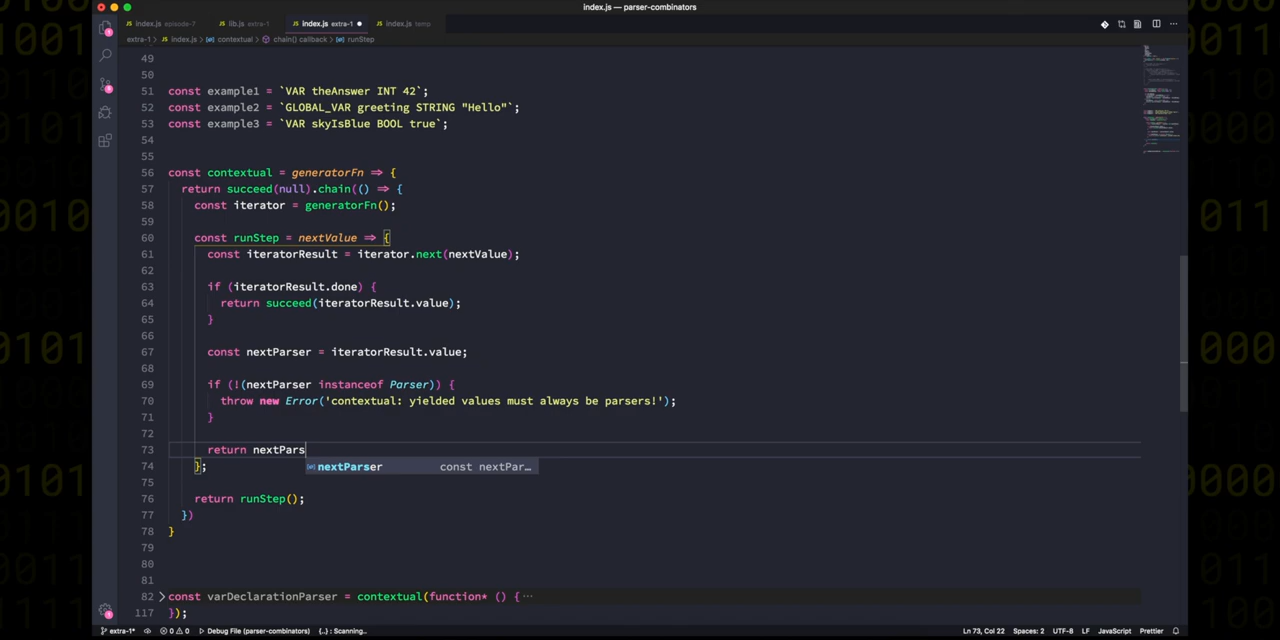 index.js — parser-combinators
index.js episode-7 lib.js extra-1 index.js extra-1 index.js temp
extra-1 > index.js > contextual > chain() callback > runStep
49
50
51 const example1 = `VAR theAnswer INT 42`;
52 const example2 = `GLOBAL_VAR greeting STRING "Hello"`;
53 const example3 = `VAR skyIsBlue BOOL true`;
54
55
56 const contextual = generatorFn => {
57 return succeed(null).chain(() => {
58 const iterator = generatorFn();
59
60 const runStep = nextValue => {
61 const iteratorResult = iterator.next(nextValue);
62
63 if (iteratorResult.done) {
64 return succeed(iteratorResult.value);
65 }
66
67 const nextParser = iteratorResult.value;
68
69 if (!(nextParser instanceof Parser)) {
70 throw new Error('contextual: yielded values must always be parsers!');
71 }
72
73 return nextPars
74 };
nextParser const nextPar…
75
76 return runStep();
77 })
78 }
79
80
81
82 const varDeclarationParser = contextual(function* () { ···
117 });
extra-1* 0 0 Debug File (parser-combinators) {..} : Scanning.. Ln 73, Col 22 Spaces: 2 UTF-8 LF JavaScript Prettier